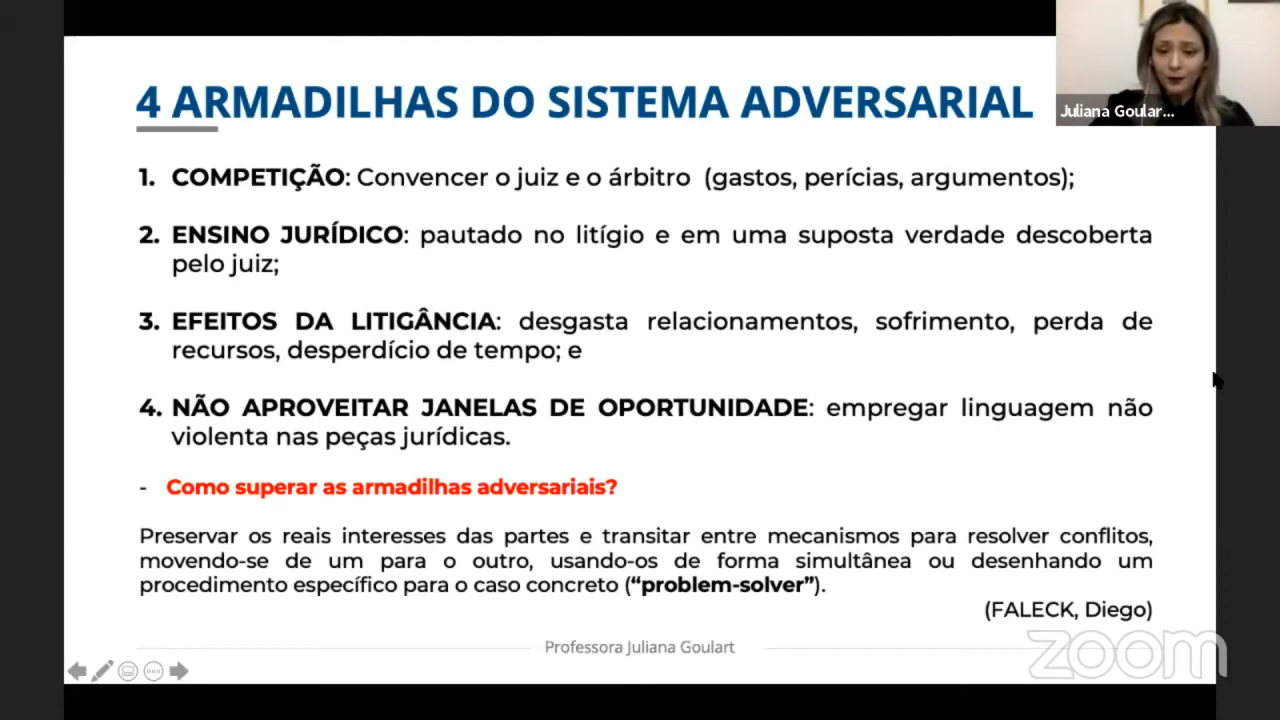 Juliana Goular...
4 ARMADILHAS DO SISTEMA ADVERSARIAL
1. COMPETIÇÃO: Convencer o juiz e o árbitro (gastos, perícias, argumentos);
2. ENSINO JURÍDICO: pautado no litígio e em uma suposta verdade descoberta
pelo juiz;
3. EFEITOS DA LITIGÂNCIA: desgasta relacionamentos, sofrimento, perda de
recursos, desperdício de tempo; e
4. NÃO APROVEITAR JANELAS DE OPORTUNIDADE: empregar linguagem não
violenta nas peças jurídicas.
- Como superar as armadilhas adversariais?
Preservar os reais interesses das partes e transitar entre mecanismos para resolver conflitos,
movendo-se de um para o outro, usando-os de forma simultânea ou desenhando um
procedimento específico para o caso concreto (“problem-solver”).
(FALECK, Diego)
Professora Juliana Goulart
zoom